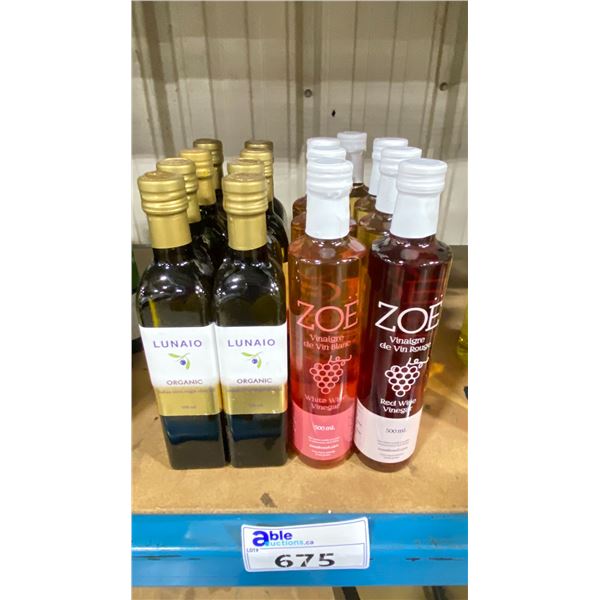 LUNAIO
ORGANIC
LUNAIO
ORGANIC
ZOË
Vinaigre
de Vin Blanc
White Wine
Vinegar
500 mL
ZOË
Vinaigre
de Vin Rouge
Red Wine
Vinegar
500 mL
able
auctions.ca
LOT#
675